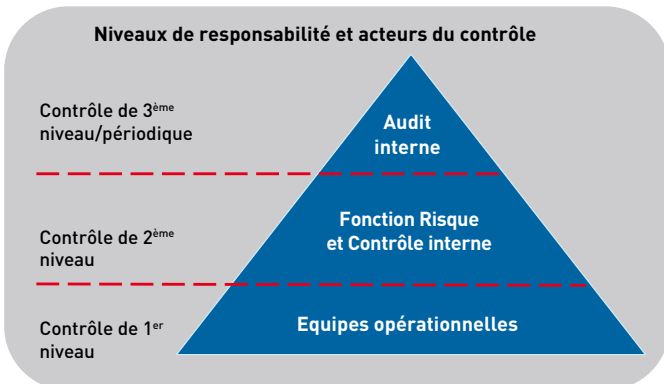 Niveaux de responsabilité et acteurs du contrôle
Contrôle de 3ème
niveau/périodique
Audit
interne
Contrôle de 2ème
niveau
Fonction Risque
et Contrôle interne
Contrôle de 1er
niveau
Equipes opérationnelles